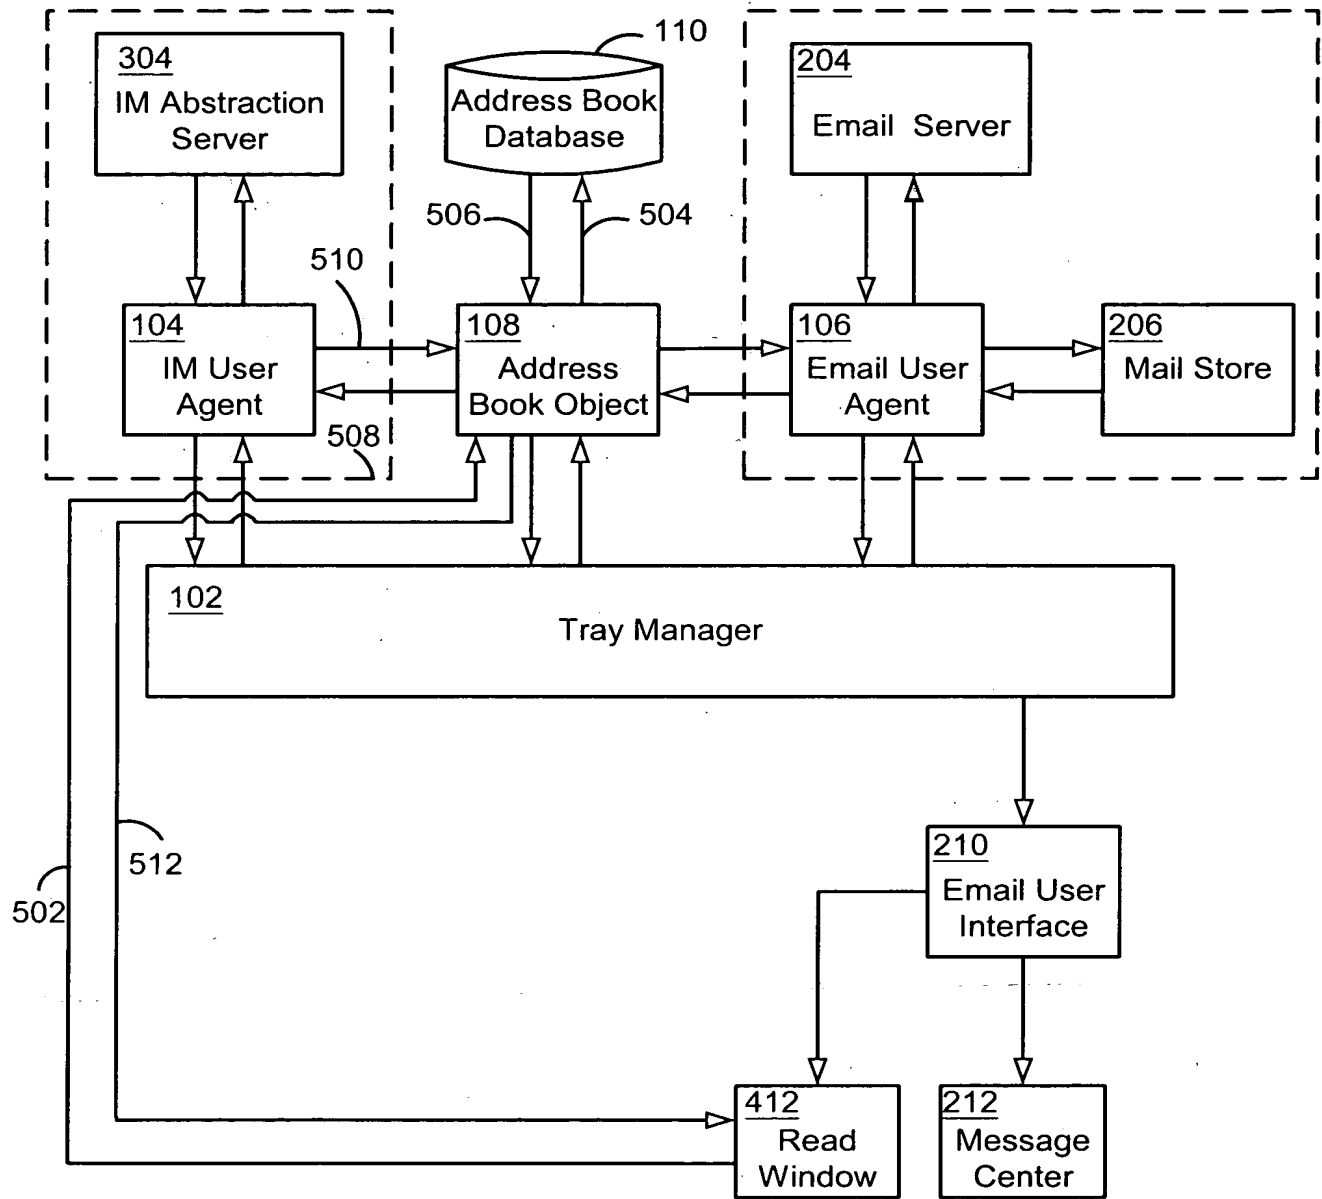 304
IM Abstraction
Server
110
Address Book
Database
204
Email Server
506
504
510
104
IM User
Agent
108
Address
Book Object
106
Email User
Agent
206
Mail Store
508
102
Tray Manager
512
502
210
Email User
Interface
412
Read
Window
212
Message
Center